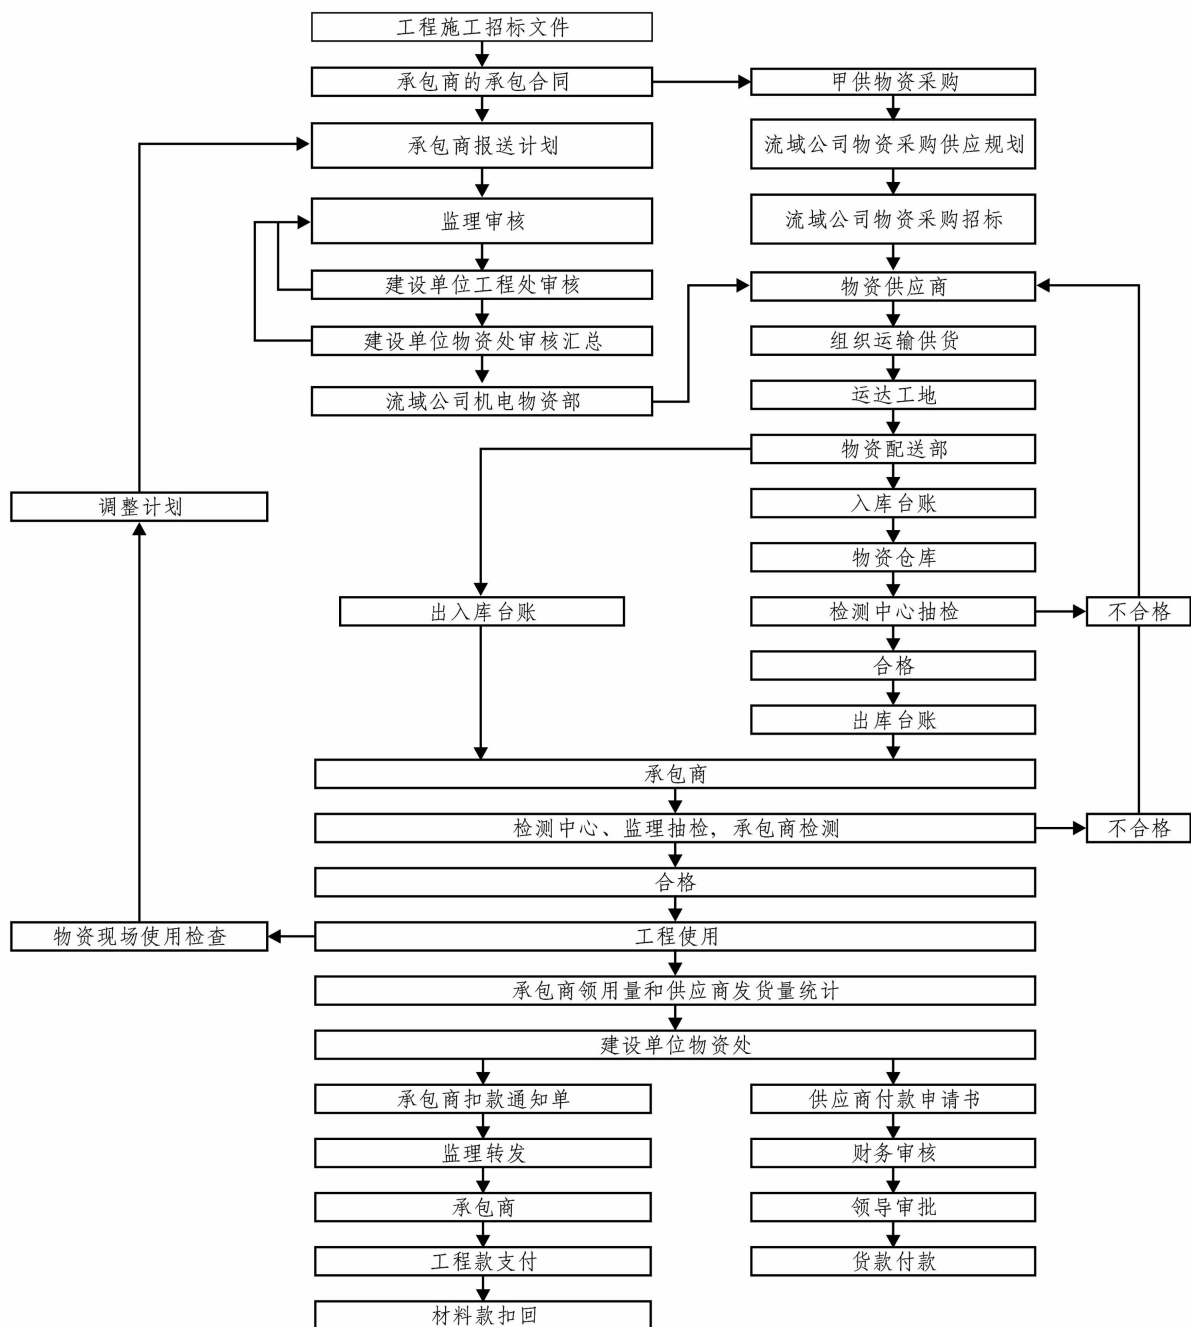 工程施工招标文件
承包商的承包合同
甲供物资采购
承包商报送计划
流域公司物资采购供应规划
监理审核
流域公司物资采购招标
建设单位工程处审核
物资供应商
建设单位物资处审核汇总
组织运输供货
流域公司机电物资部
运达工地
物资配送部
调整计划
入库台账
物资仓库
出入库台账
检测中心抽检
不合格
合格
出库台账
承包商
检测中心、监理抽检，承包商检测
不合格
合格
物资现场使用检查
工程使用
承包商领用量和供应商发货量统计
建设单位物资处
承包商扣款通知单
供应商付款申请书
监理转发
财务审核
承包商
领导审批
工程款支付
货款付款
材料款扣回